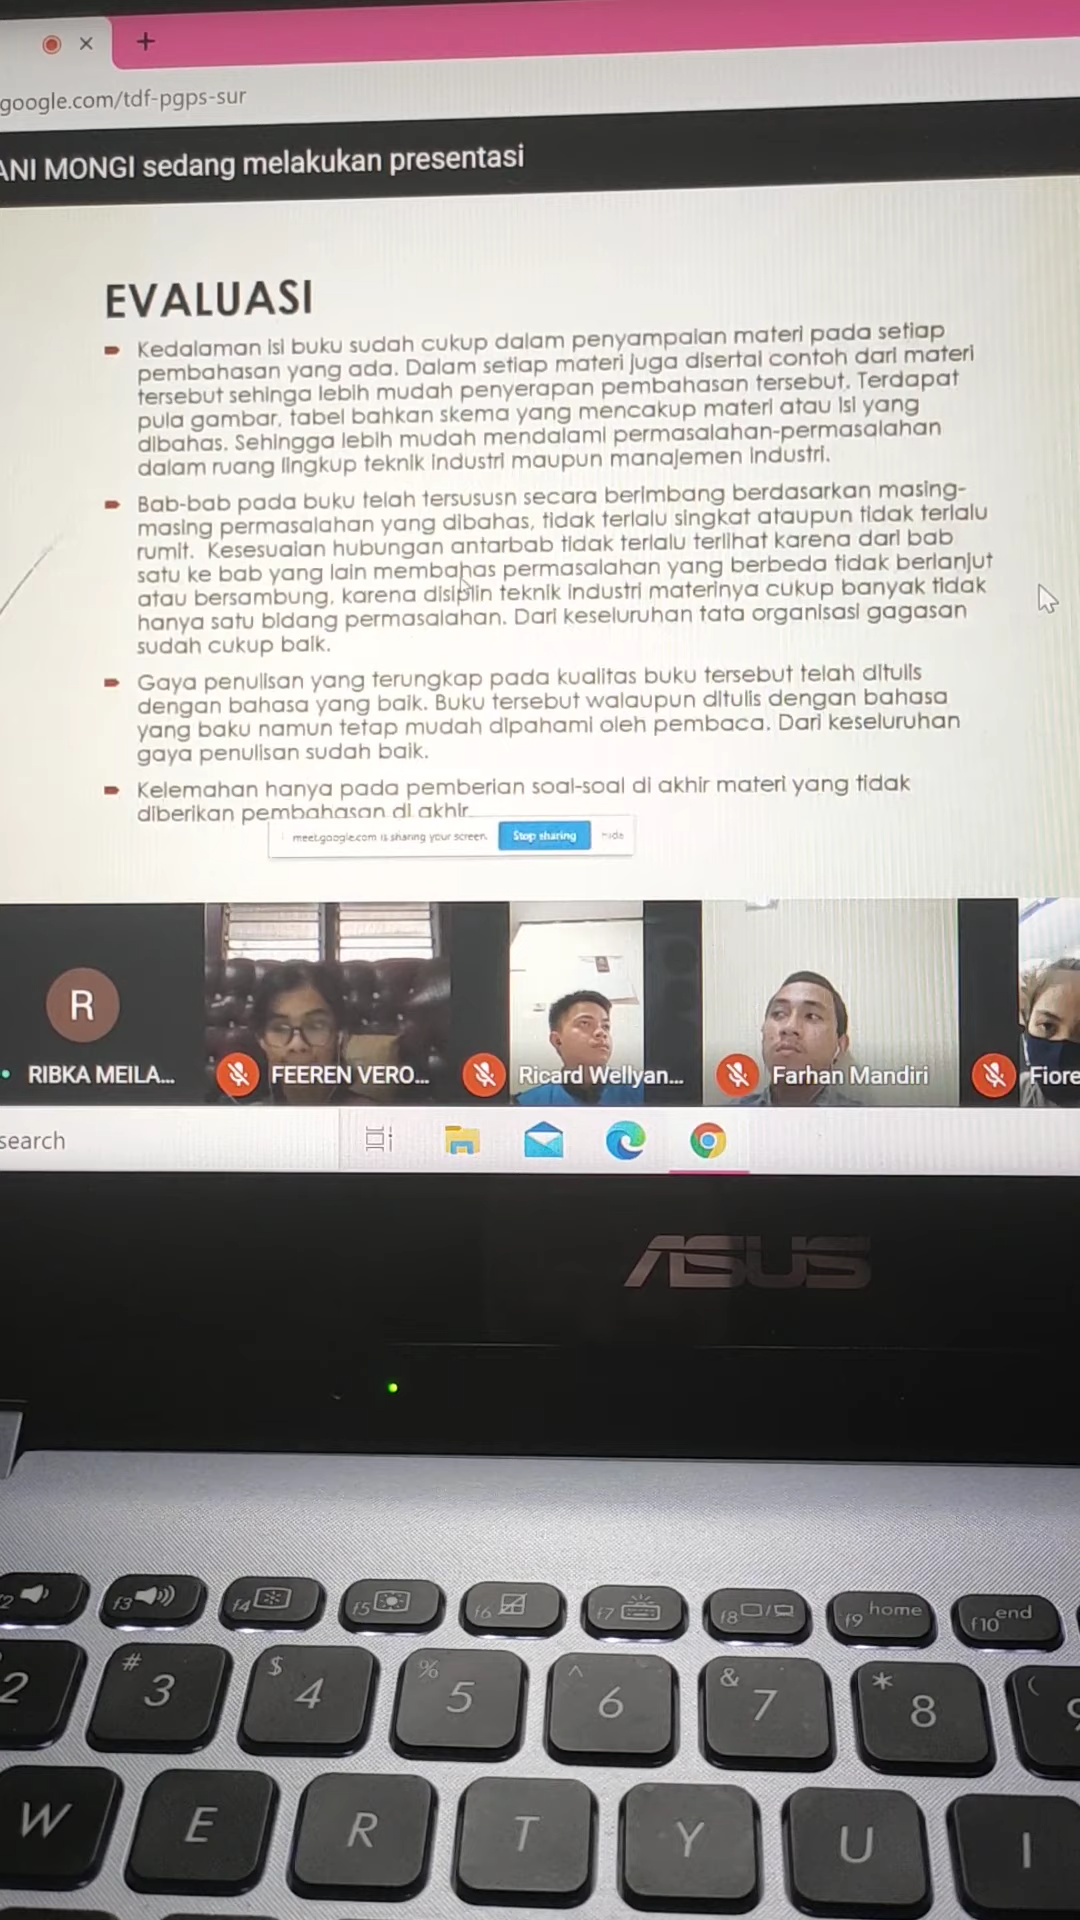 google.com/tdf-pgps-sur
ANI MONGI sedang melakukan presentasi
EVALUASI
Kedalaman isi buku sudah cukup dalam penyampaian materi pada setiap
pembahasan yang ada. Dalam setiap materi juga disertai contoh dari materi
tersebut sehinga lebih mudah penyerapan pembahasan tersebut. Terdapat
pula gambar, tabel bahkan skema yang mencakup materi atau isi yang
dibahas. Sehingga lebih mudah mendalami permasalahan-permasalahan
dalam ruang lingkup teknik industri maupun manajemen industri.
Bab-bab pada buku telah tersususn secara berimbang berdasarkan masing-
masing permasalahan yang dibahas, tidak terlalu singkat ataupun tidak terlalu
rumit. Kesesuaian hubungan antarbab tidak terlalu terlihat karena dari bab
satu ke bab yang lain membahas permasalahan yang berbeda tidak berlanjut
atau bersambung, karena disiplin teknik industri materinya cukup banyak tidak
hanya satu bidang permasalahan. Dari keseluruhan tata organisasi gagasan
sudah cukup baik.
Gaya penulisan yang terungkap pada kualitas buku tersebut telah ditulis
dengan bahasa yang baik. Buku tersebut walaupun ditulis dengan bahasa
yang baku namun tetap mudah dipahami oleh pembaca. Dari keseluruhan
gaya penulisan sudah baik.
Kelemahan hanya pada pemberian soal-soal di akhir materi yang tidak
diberikan pembahasan di akhir
meet.google.com is sharing your screen. Stop sharing Hide
R
RIBKA MEILA... FEEREN VERO... Ricard Wellyan... Farhan Mandiri Fiore
search
ASUS
f2 f3 f4 f5 f6 f7 f8 f9 home f10 end
2 # 3 $ 4 % 5 ^ 6 & 7 * 8 (
W E R T Y U I